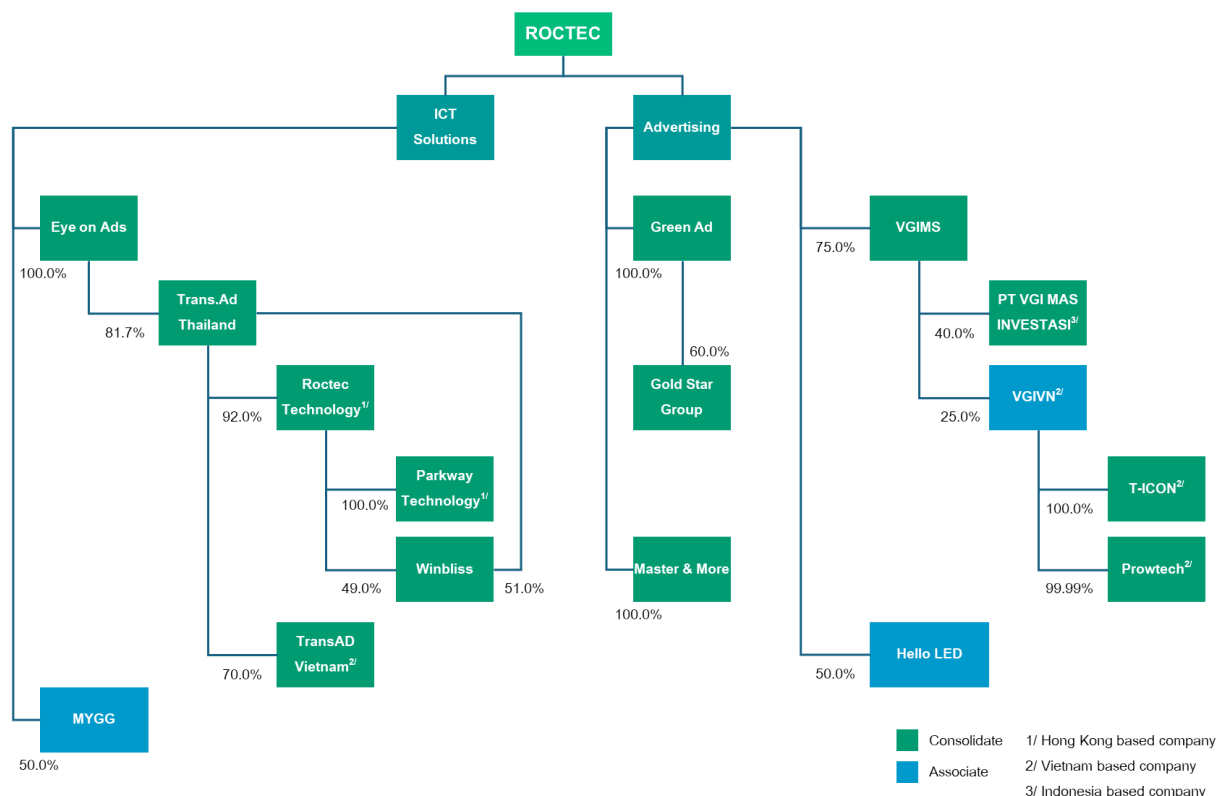 ROCTEC
ICT
Solutions
Advertising
Eye on Ads
100.0%
Green Ad
100.0%
VGIMS
75.0%
Trans.Ad
Thailand
81.7%
PT VGI MAS
INVESTASI3/
40.0%
60.0%
Roctec
Technology1/
92.0%
Gold Star
Group
VGIVN2/
25.0%
Parkway
Technology1/
100.0%
T-ICON2/
100.0%
Winbliss
49.0%
51.0%
Master & More
100.0%
Prowtech2/
99.99%
TransAD
Vietnam2/
70.0%
Hello LED
50.0%
MYGG
50.0%
Consolidate
Associate
1/ Hong Kong based company
2/ Vietnam based company
3/ Indonesia based company